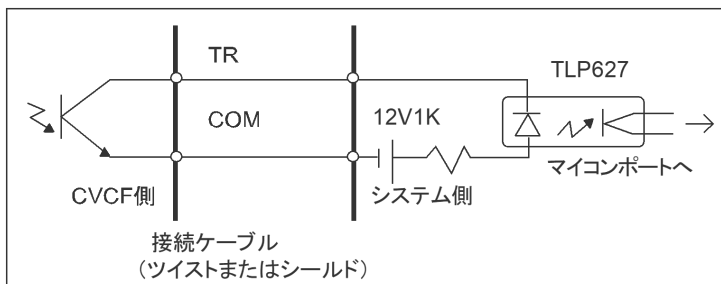 TR
TLP627
COM
12V1K
CVCF側
システム側
マイコンポートへ
接続ケーブル
（ツイストまたはシールド）